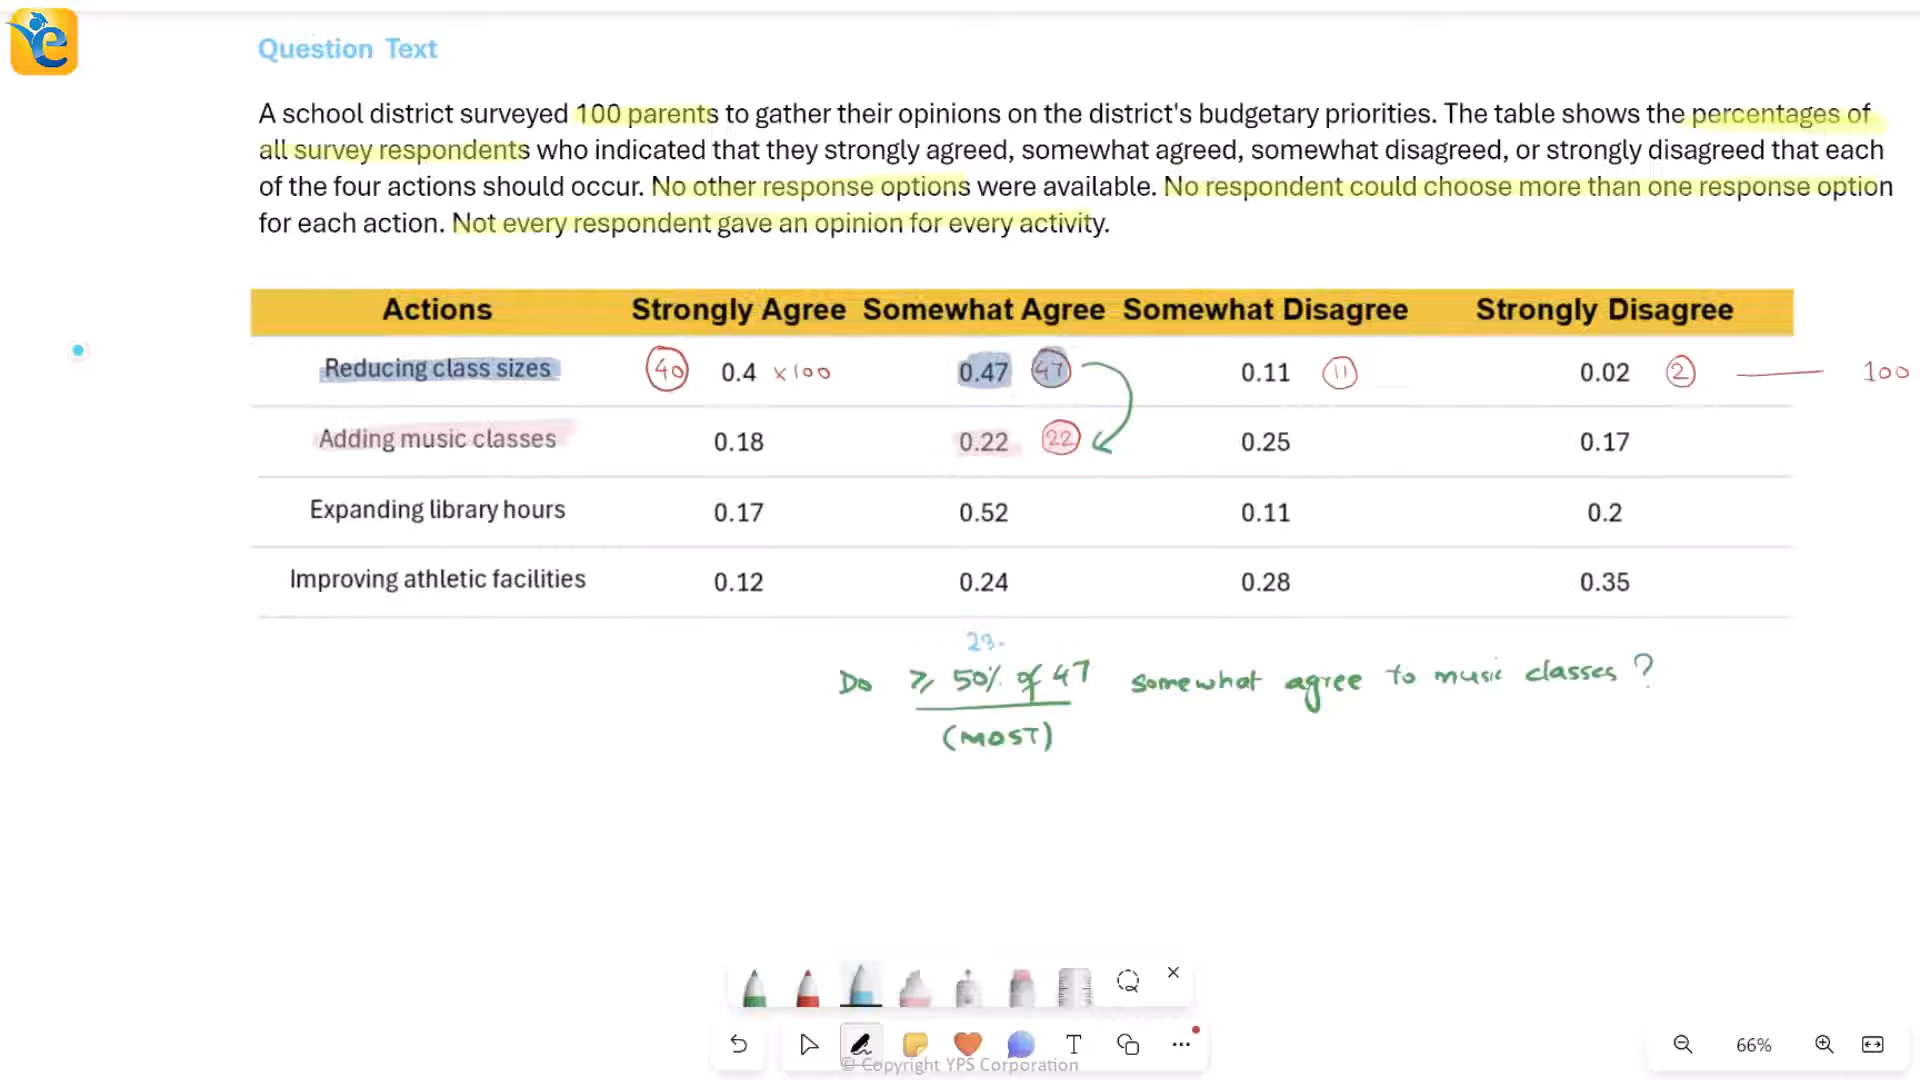 Question Text
A school district surveyed 100 parents to gather their opinions on the district's budgetary priorities. The table shows the percentages of
all survey respondents who indicated that they strongly agreed, somewhat agreed, somewhat disagreed, or strongly disagreed that each
of the four actions should occur. No other response options were available. No respondent could choose more than one response option
for each action. Not every respondent gave an opinion for every activity.
Actions Strongly Agree Somewhat Agree Somewhat Disagree Strongly Disagree
Reducing class sizes 40 0.4 ×100 0.47 47 0.11 11 0.02 2 — 100
Adding music classes 0.18 0.22 22 0.25 0.17
Expanding library hours 0.17 0.52 0.11 0.2
Improving athletic facilities 0.12 0.24 0.28 0.35
23.
Do ≥ 50% of 47 somewhat agree to music classes ?
(MOST)
T
66%
© Copyright YPS Corporation